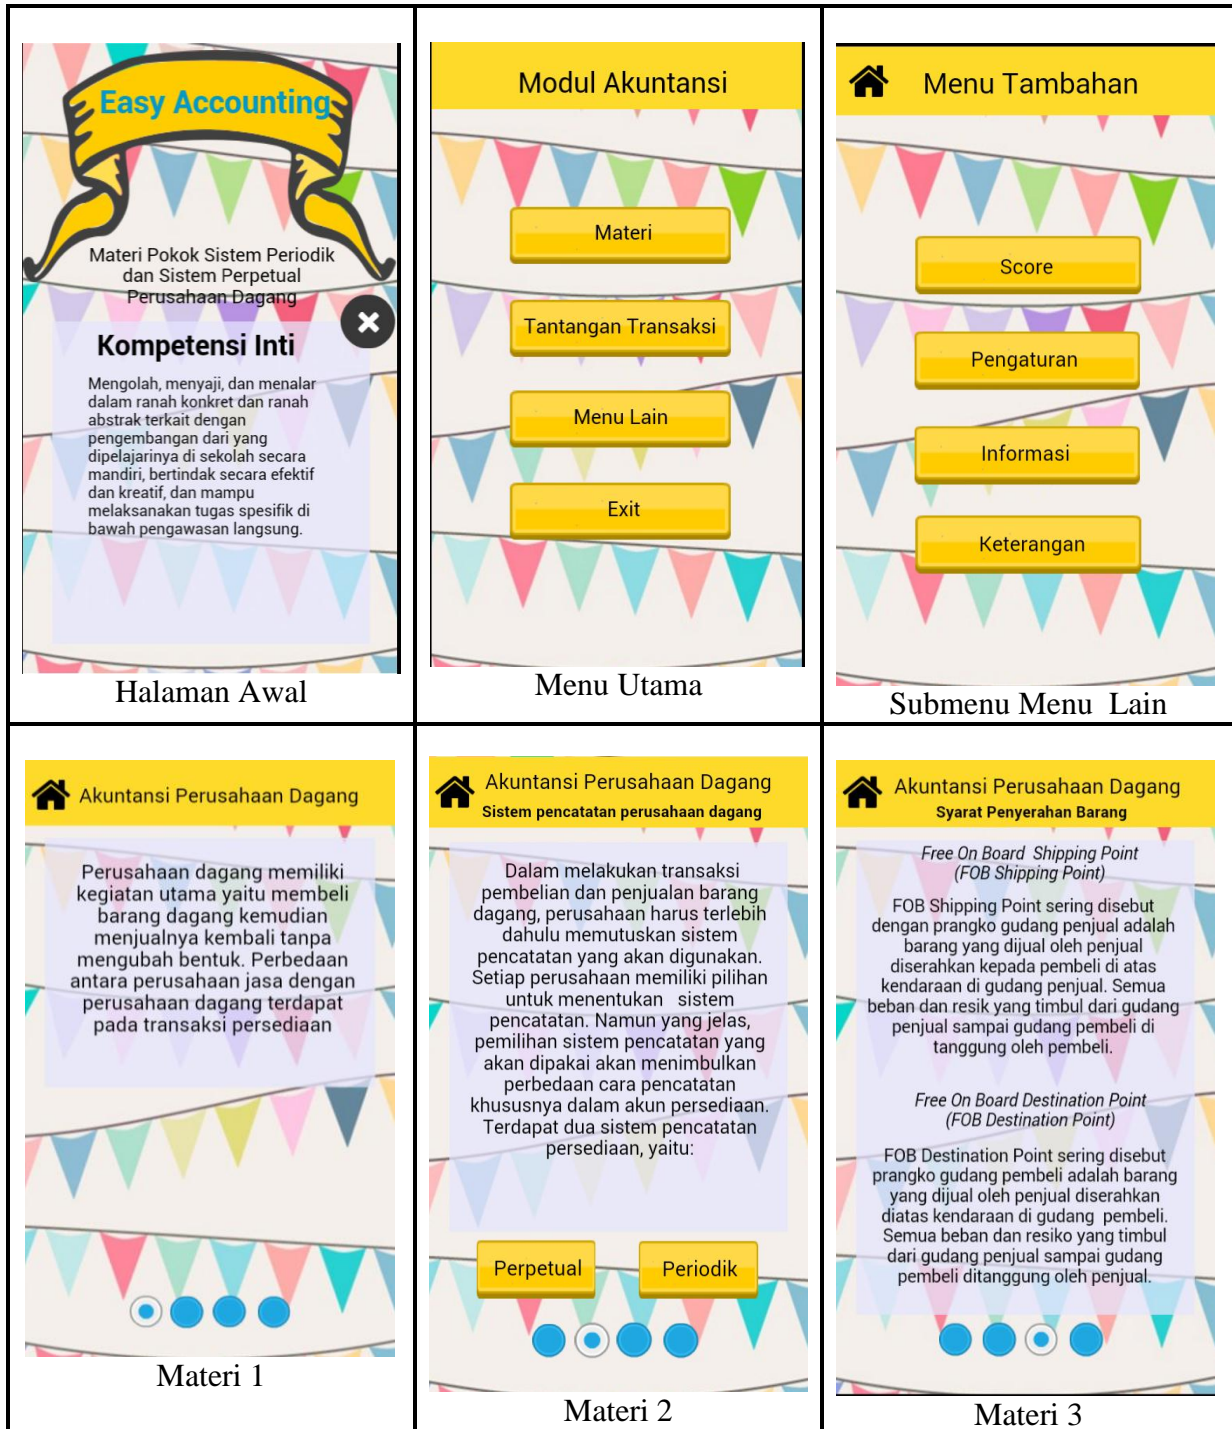 Easy Accounting
Materi Pokok Sistem Periodik
dan Sistem Perpetual
Perusahaan Dagang
Kompetensi Inti
Mengolah, menyaji, dan menalar
dalam ranah konkret dan ranah
abstrak terkait dengan
pengembangan dari yang
dipelajarinya di sekolah secara
mandiri, bertindak secara efektif
dan kreatif, dan mampu
melaksanakan tugas spesifik di
bawah pengawasan langsung.
Halaman Awal
Modul Akuntansi
Materi
Tantangan Transaksi
Menu Lain
Exit
Menu Utama
Menu Tambahan
Score
Pengaturan
Informasi
Keterangan
Submenu Menu Lain
Akuntansi Perusahaan Dagang
Perusahaan dagang memiliki
kegiatan utama yaitu membeli
barang dagang kemudian
menjualnya kembali tanpa
mengubah bentuk. Perbedaan
antara perusahaan jasa dengan
perusahaan dagang terdapat
pada transaksi persediaan
Materi 1
Akuntansi Perusahaan Dagang
Sistem pencatatan perusahaan dagang
Dalam melakukan transaksi
pembelian dan penjualan barang
dagang, perusahaan harus terlebih
dahulu memutuskan sistem
pencatatan yang akan digunakan.
Setiap perusahaan memiliki pilihan
untuk menentukan sistem
pencatatan. Namun yang jelas,
pemilihan sistem pencatatan yang
akan dipakai akan menimbulkan
perbedaan cara pencatatan
khususnya dalam akun persediaan.
Terdapat dua sistem pencatatan
persediaan, yaitu:
Perpetual
Periodik
Materi 2
Akuntansi Perusahaan Dagang
Syarat Penyerahan Barang
Free On Board Shipping Point
(FOB Shipping Point)
FOB Shipping Point sering disebut
dengan prangko gudang penjual adalah
barang yang dijual oleh penjual
diserahkan kepada pembeli di atas
kendaraan di gudang penjual. Semua
beban dan resik yang timbul dari gudang
penjual sampai gudang pembeli di
tanggung oleh pembeli.
Free On Board Destination Point
(FOB Destination Point)
FOB Destination Point sering disebut
prangko gudang pembeli adalah barang
yang dijual oleh penjual diserahkan
diatas kendaraan di gudang pembeli.
Semua beban dan resiko yang timbul
dari gudang penjual sampai gudang
pembeli ditanggung oleh penjual.
Materi 3